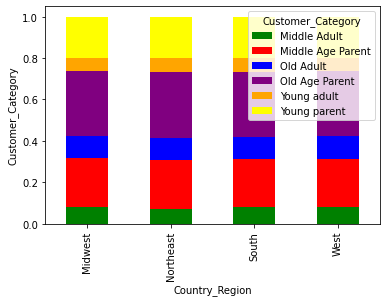 Customer_Category
Middle Adult
Middle Age Parent
Old Adult
Old Age Parent
Young adult
Young parent
Customer_Category
1.0
0.8
0.6
0.4
0.2
0.0
Midwest
Northeast
South
West
Country_Region